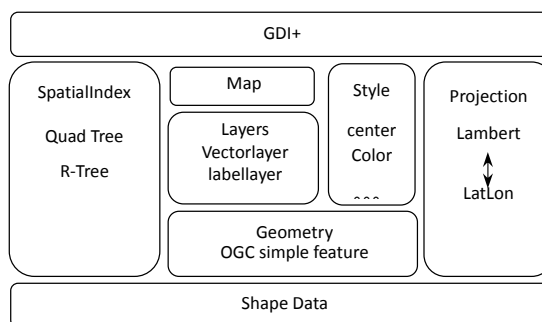 GDI+
SpatialIndex
Quad Tree
R-Tree
Map
Layers
Vectorlayer
labellayer
Style
center
Color
Projection
Lambert
LatLon
Geometry
OGC simple feature
Shape Data